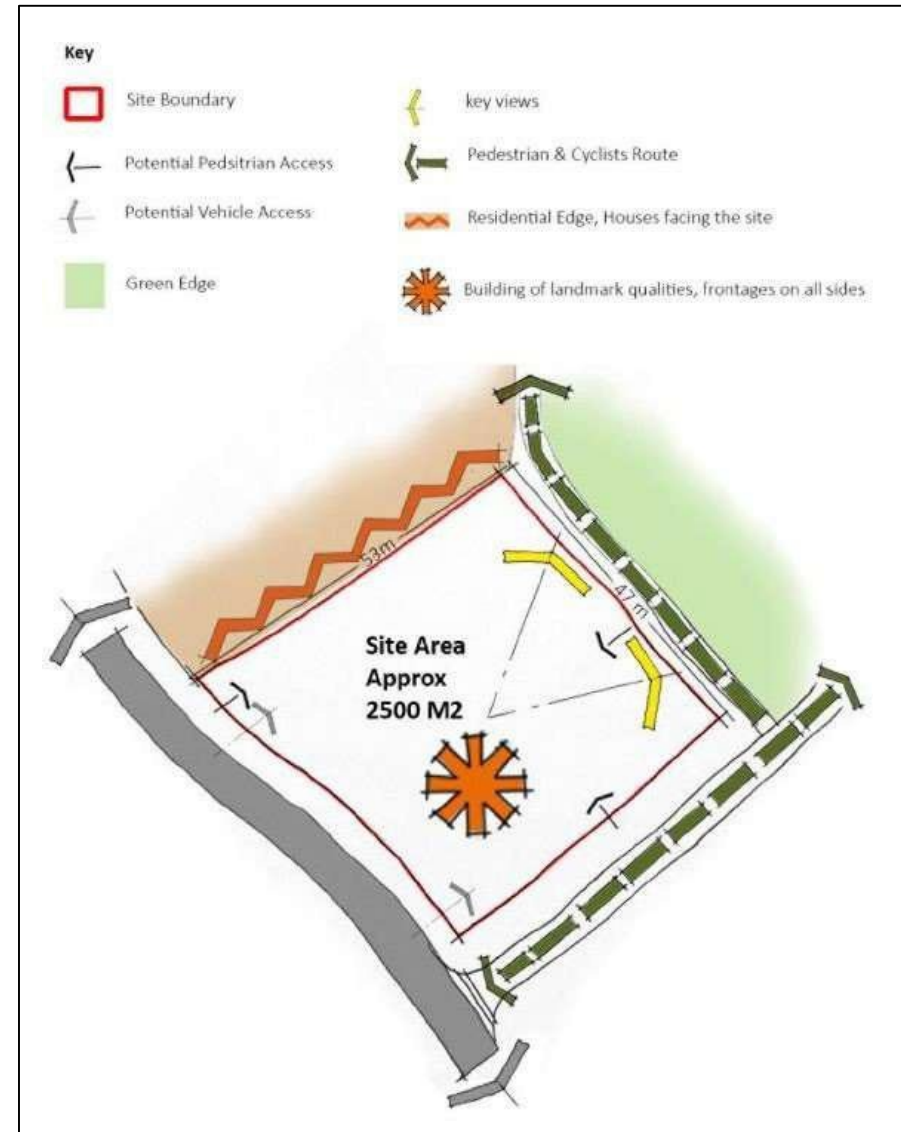 Key
Site Boundary
Potential Pedsitrian Access
Potential Vehicle Access
Green Edge
key views
Pedestrian & Cyclists Route
Residential Edge, Houses facing the site
Building of landmark qualities, frontages on all sides
53m
47 m
Site Area
Approx
2500 M2